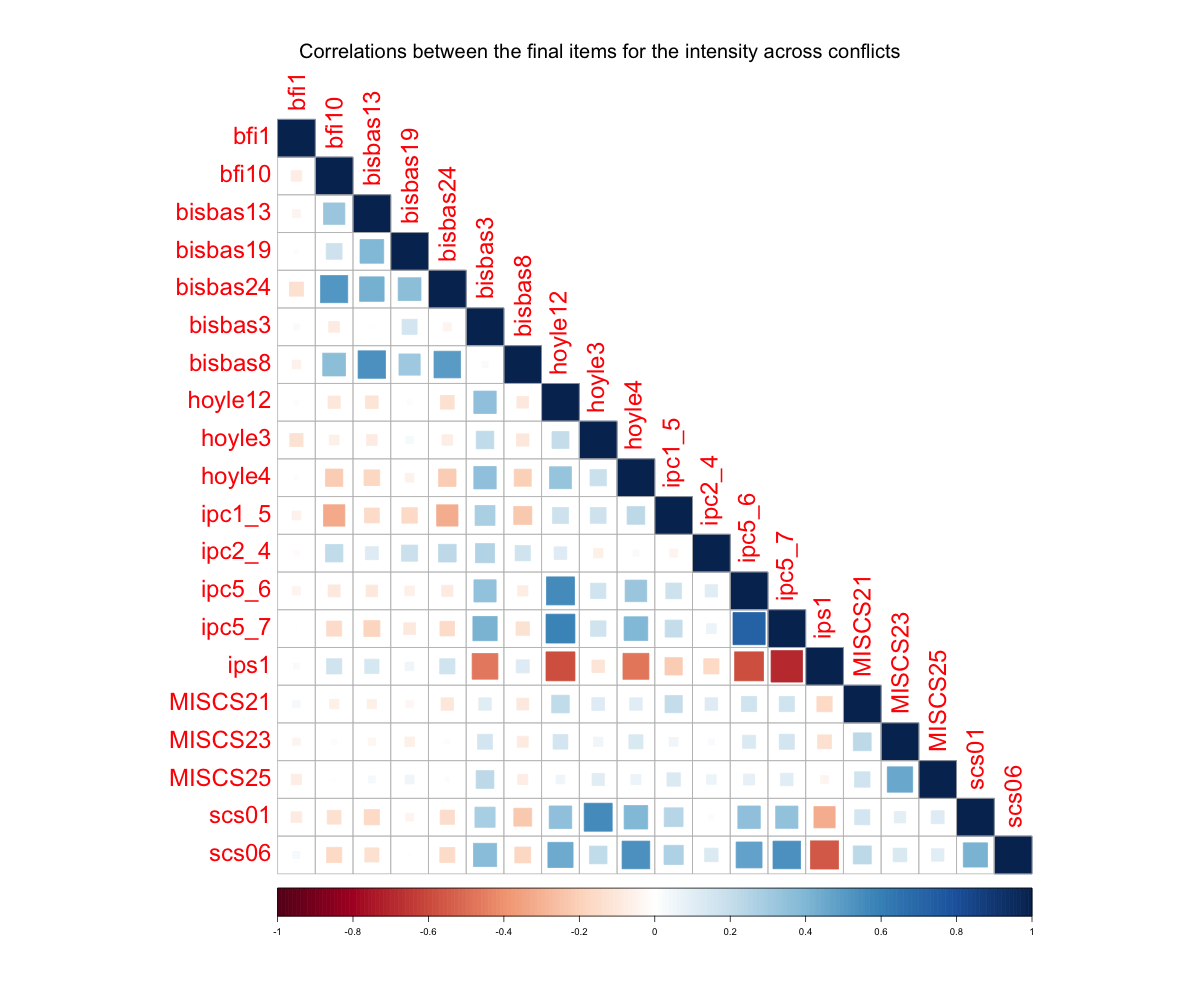 Correlations between the final items for the intensity across conflicts
bfi1
bfi10
bisbas13
bisbas19
bisbas24
bisbas3
bisbas8
hoyle12
hoyle3
hoyle4
ipc1_5
ipc2_4
ipc5_6
ipc5_7
ips1
MISCS21
MISCS23
MISCS25
scs01
scs06
bfi1
bfi10
bisbas13
bisbas19
bisbas24
bisbas3
bisbas8
hoyle12
hoyle3
hoyle4
ipc1_5
ipc2_4
ipc5_6
ipc5_7
ips1
MISCS21
MISCS23
MISCS25
scs01
scs06
-1 -0.8 -0.6 -0.4 -0.2 0 0.2 0.4 0.6 0.8 1